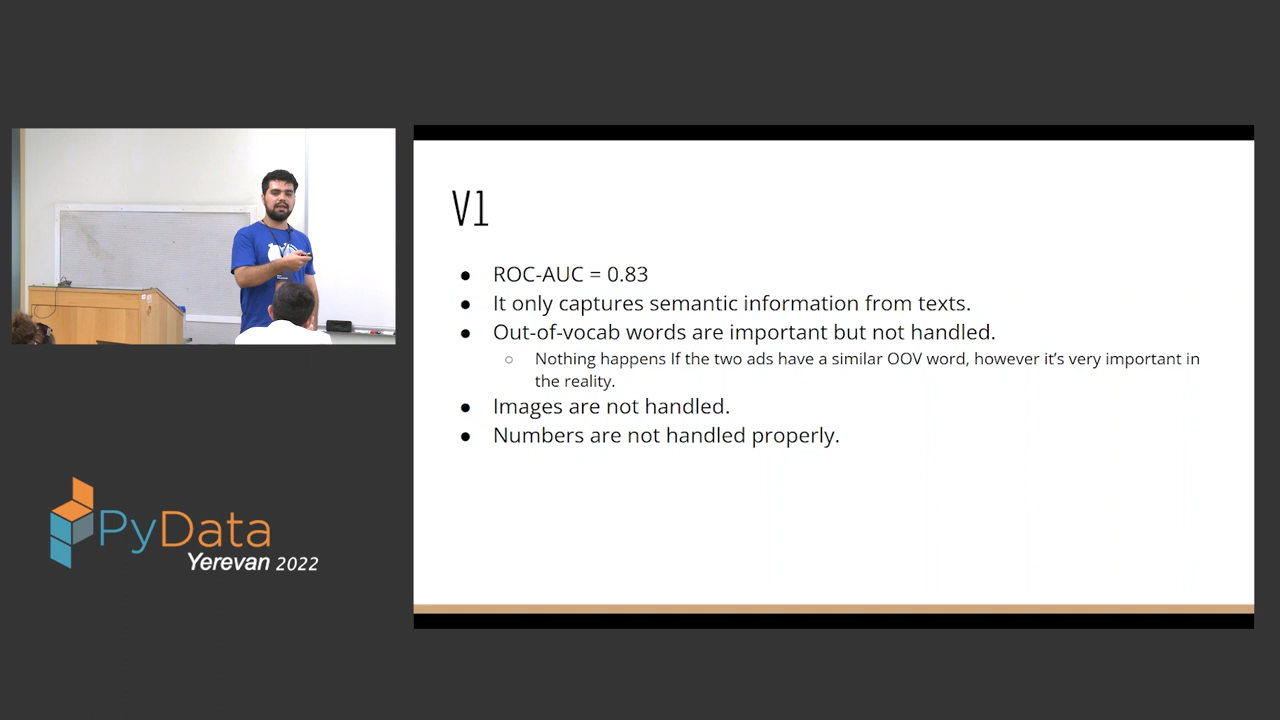 V1
● ROC-AUC = 0.83
● It only captures semantic information from texts.
● Out-of-vocab words are important but not handled.
○ Nothing happens If the two ads have a similar OOV word, however it's very important in
the reality.
● Images are not handled.
● Numbers are not handled properly.
PyData
Yerevan 2022